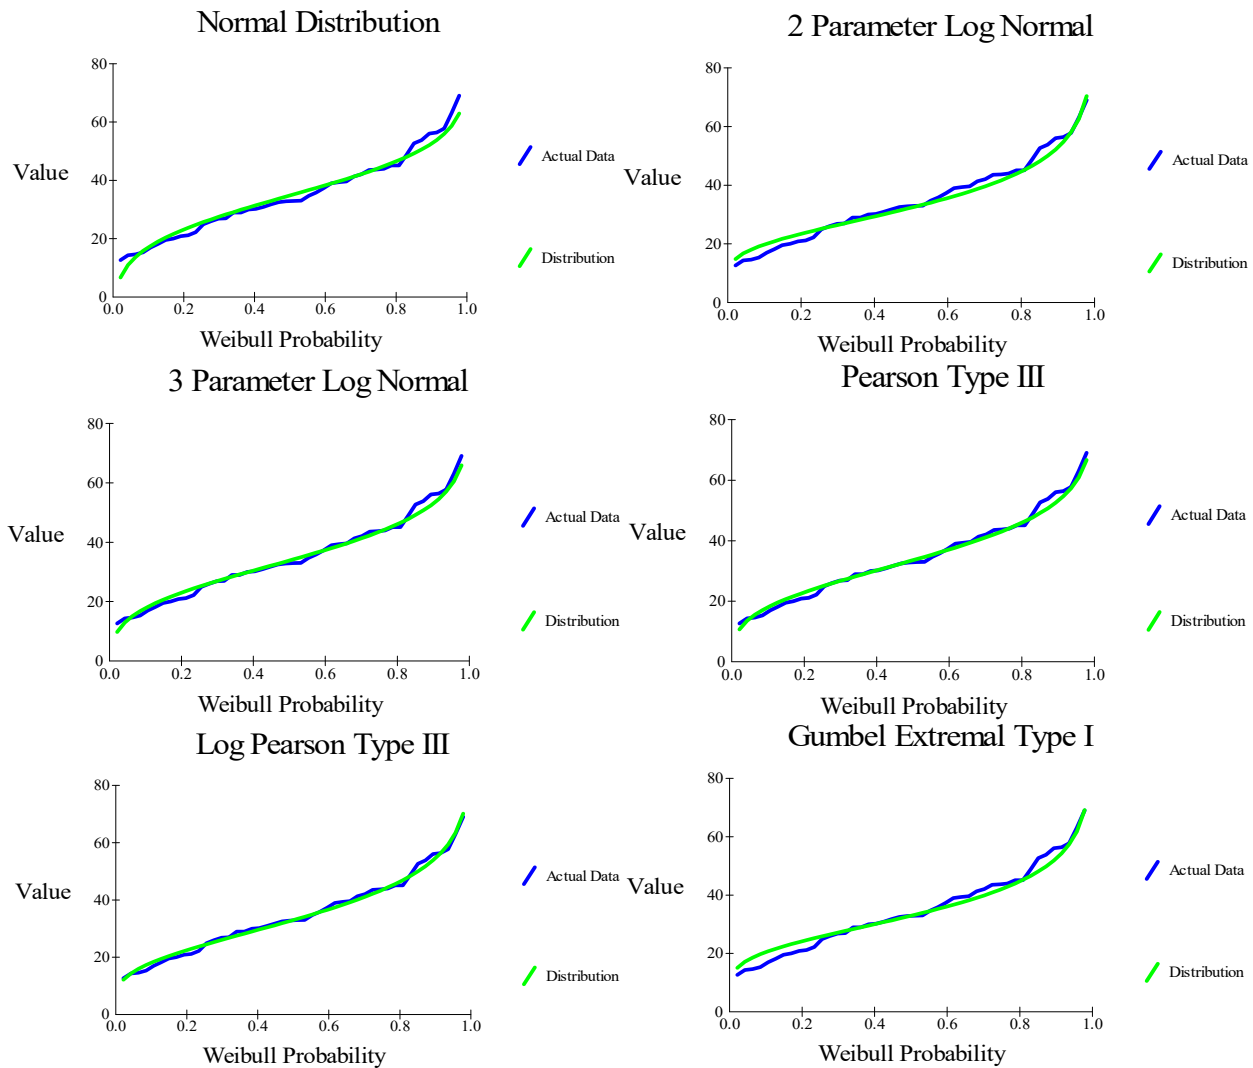 Normal Distribution
80
60
40
20
0
0.0 0.2 0.4 0.6 0.8 1.0
Value
Weibull Probability
Actual Data
Distribution
2 Parameter Log Normal
80
60
40
20
0
0.0 0.2 0.4 0.6 0.8 1.0
Value
Weibull Probability
Actual Data
Distribution
3 Parameter Log Normal
80
60
40
20
0
0.0 0.2 0.4 0.6 0.8 1.0
Value
Weibull Probability
Actual Data
Distribution
Pearson Type III
80
60
40
20
0
0.0 0.2 0.4 0.6 0.8 1.0
Value
Weibull Probability
Actual Data
Distribution
Log Pearson Type III
80
60
40
20
0
0.0 0.2 0.4 0.6 0.8 1.0
Value
Weibull Probability
Actual Data
Distribution
Gumbel Extremal Type I
80
60
40
20
0
0.0 0.2 0.4 0.6 0.8 1.0
Value
Weibull Probability
Actual Data
Distribution